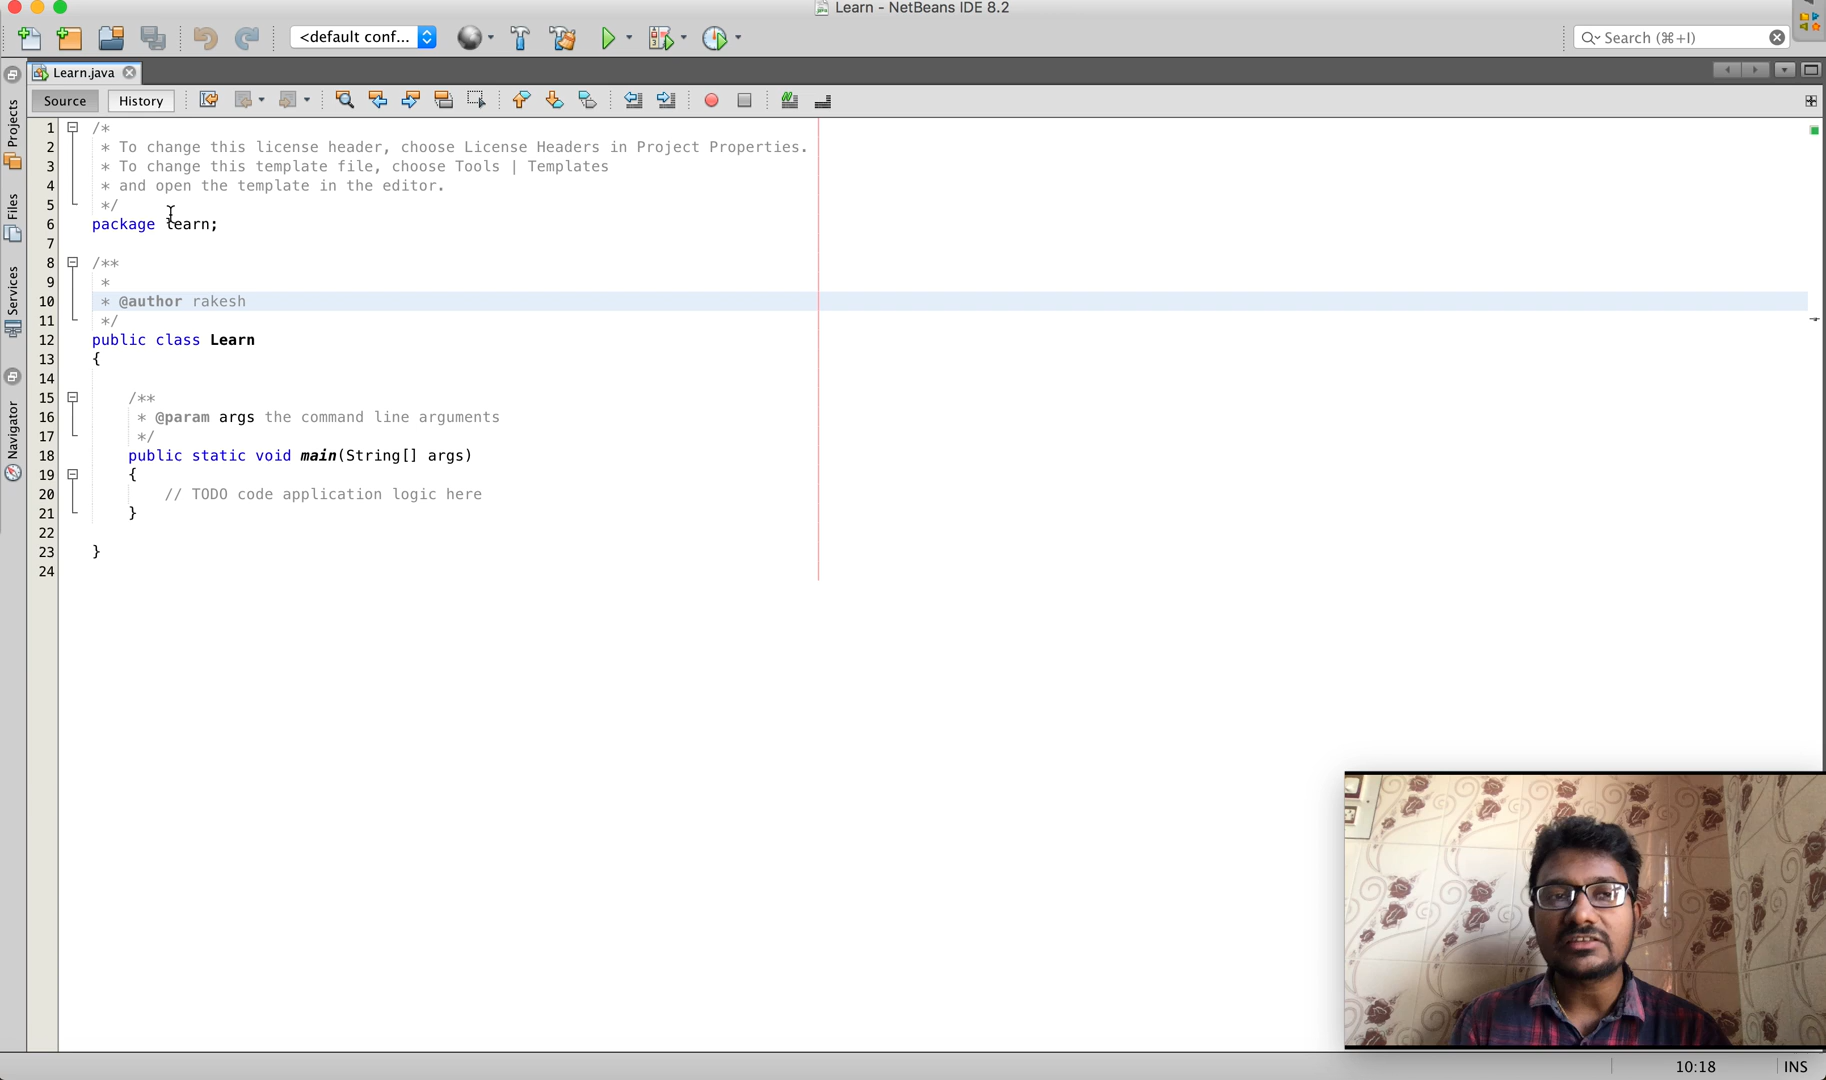 Learn - NetBeans IDE 8.2
<default conf...
Search (⌘+I)
Learn.java
Source
History
Projects
Files
Services
Navigator
1 /*
2 * To change this license header, choose License Headers in Project Properties.
3 * To change this template file, choose Tools | Templates
4 * and open the template in the editor.
5 */
6 package learn;
7
8 /**
9 *
10 * @author rakesh
11 */
12 public class Learn
13 {
14
15 /**
16 * @param args the command line arguments
17 */
18 public static void main(String[] args)
19 {
20 // TODO code application logic here
21 }
22
23 }
24
10:18
INS